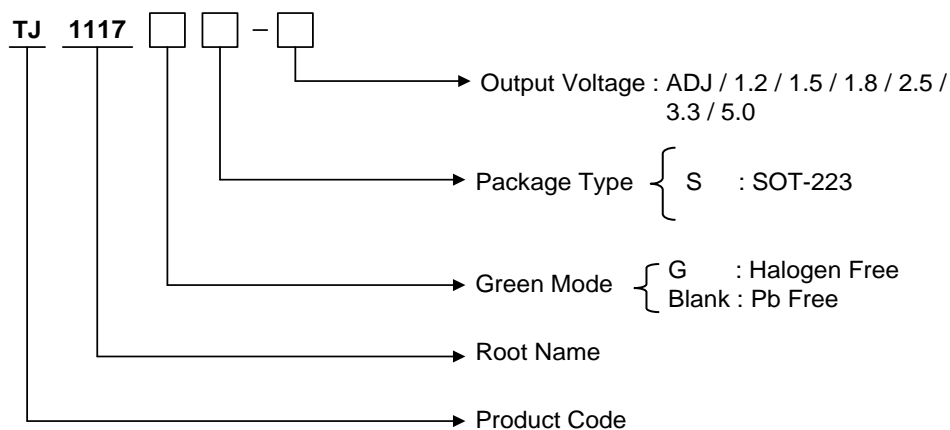 TJ 1117 –
Output Voltage : ADJ / 1.2 / 1.5 / 1.8 / 2.5 /
3.3 / 5.0
Package Type S : SOT-223
Green Mode G : Halogen Free
Blank : Pb Free
Root Name
Product Code